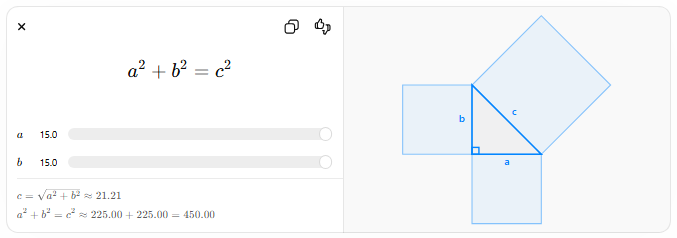 a² + b² = c²
a 15.0
b 15.0
c = √(a² + b²) ≈ 21.21
a² + b² = c² ≈ 225.00 + 225.00 = 450.00
b
c
a